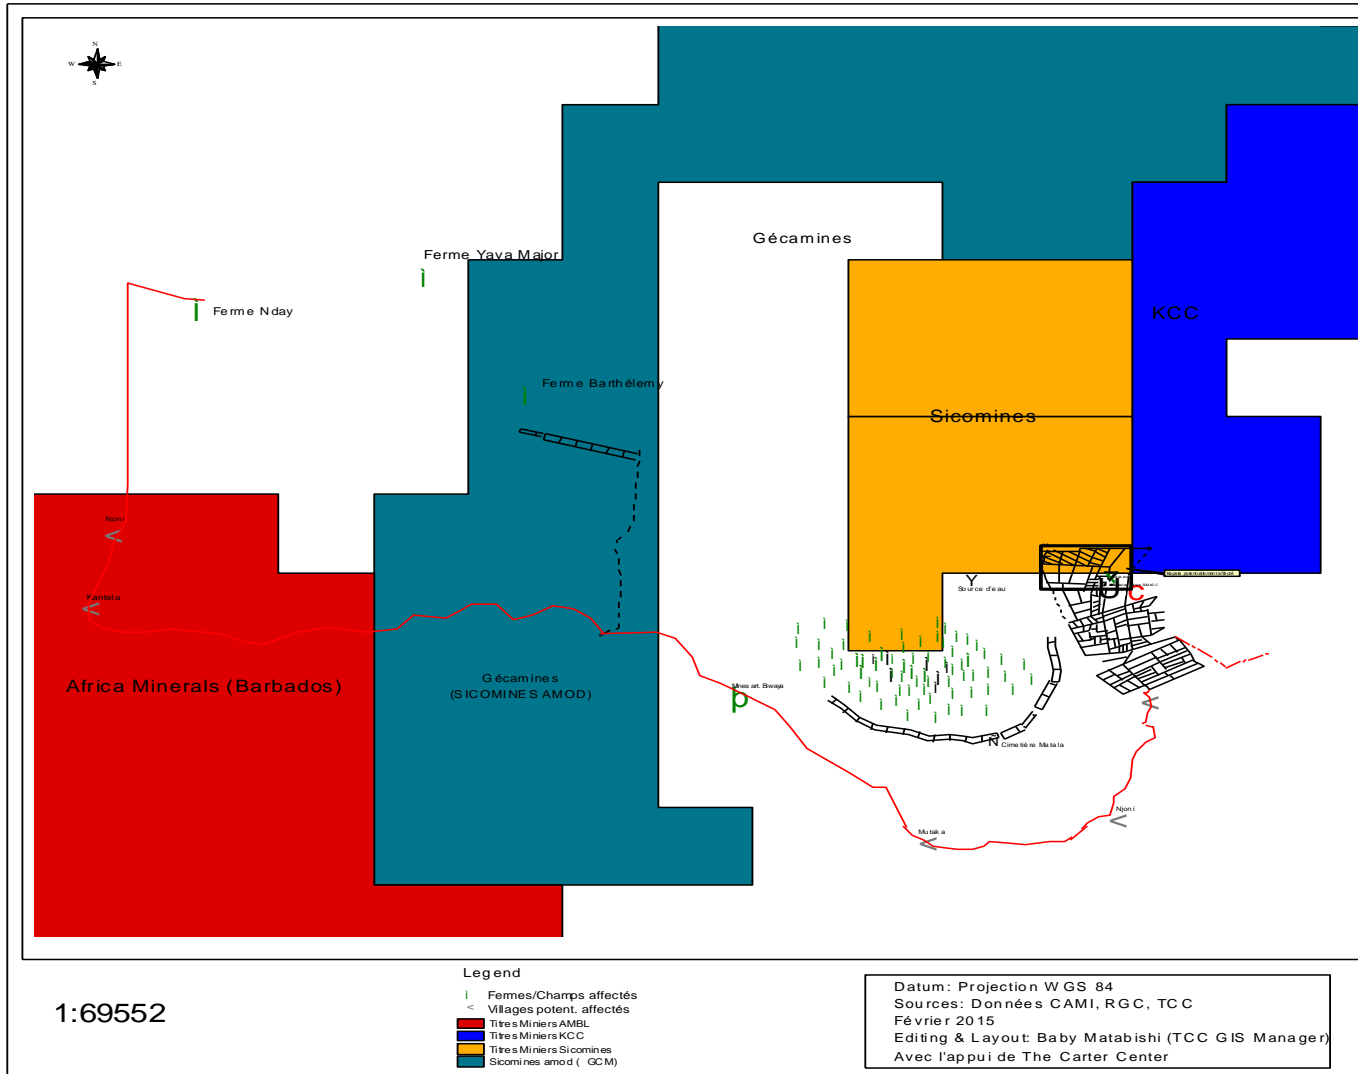 N
W E
S
Gécamines
Ferme Yava Major
Ferme Nday
KCC
Ferme Barthélemy
Sicomines
Njoni
Source d'eau
Kantola
Africa Minerals (Barbados)
Gécamines
(SICOMINES AMOD)
Mines art. Biwaya
Cimetière Matala
Njoni
Mutaka
Legend
Fermes/Champs affectés
Villages potent. affectés
Titres Miniers AMBL
Titres Miniers KCC
Titres Miniers Sicomines
Sicomines amod ( GCM)
1:69552
Datum: Projection WGS 84
Sources: Données CAMI, RGC, TCC
Février 2015
Editing & Layout: Baby Matabishi (TCC GIS Manager)
Avec l'appui de The Carter Center